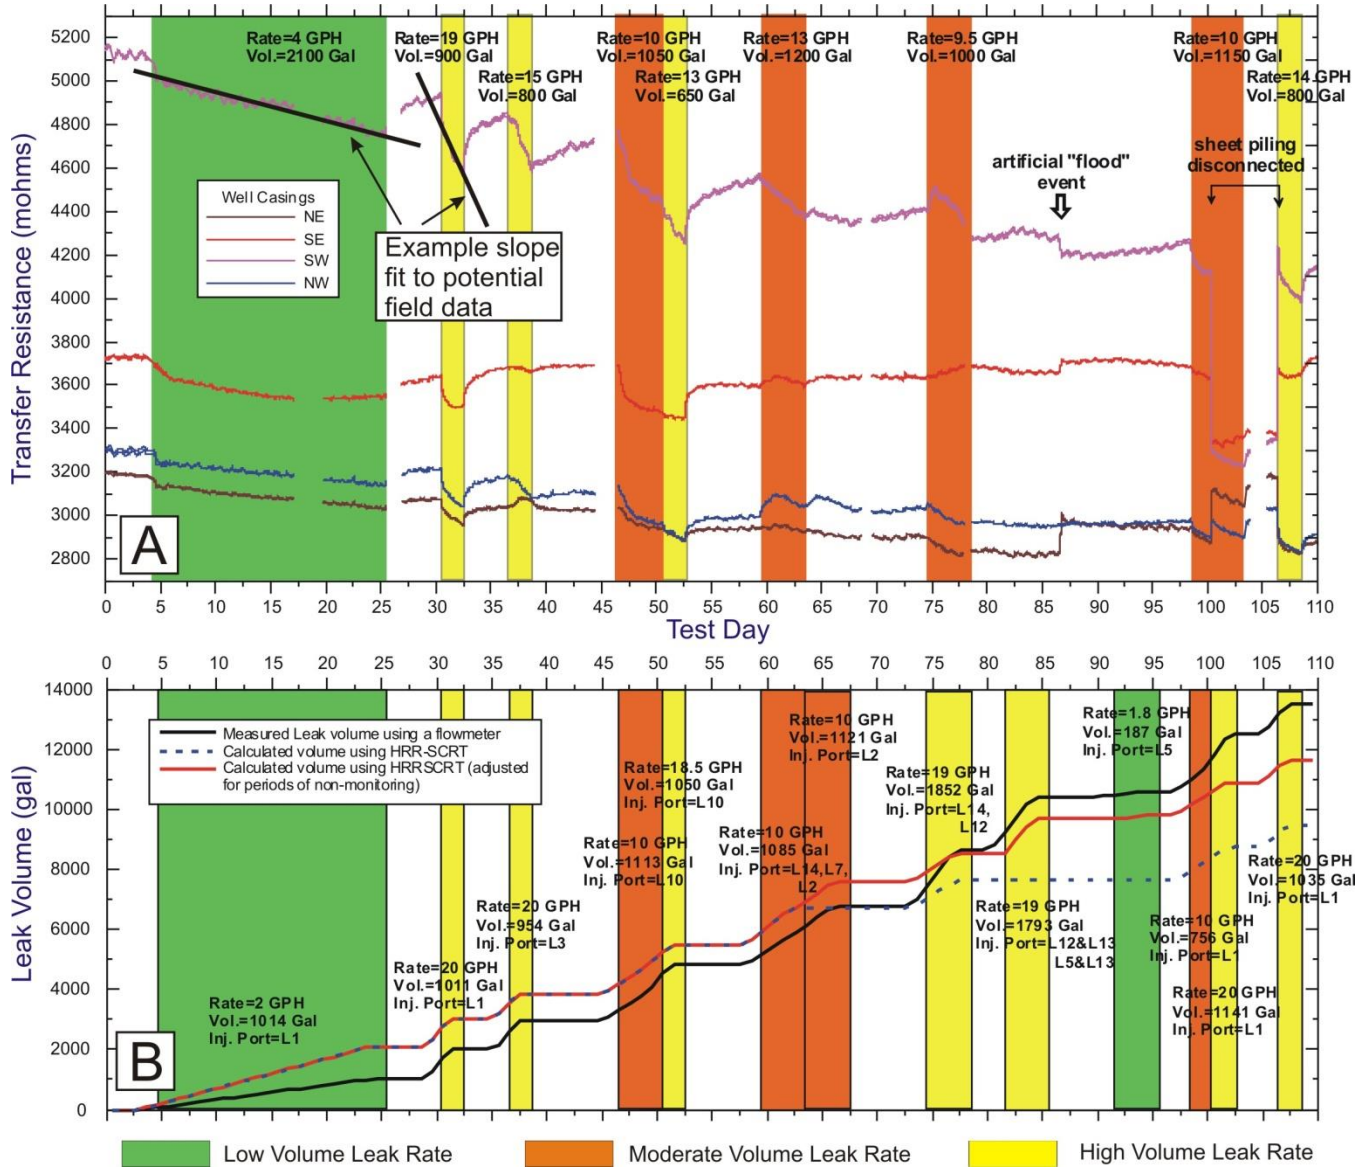 Rate=4 GPH
Vol.=2100 Gal
Rate=19 GPH
Vol.=900 Gal
Rate=15 GPH
Vol.=800 Gal
Rate=10 GPH
Vol.=1050 Gal
Rate=13 GPH
Vol.=650 Gal
Rate=13 GPH
Vol.=1200 Gal
Rate=9.5 GPH
Vol.=1000 Gal
Rate=10 GPH
Vol.=1150 Gal
Rate=14 GPH
Vol.=800 Gal
artificial "flood"
event
sheet piling
disconnected
Well Casings
NE
SE
SW
NW
Example slope
fit to potential
field data
Transfer Resistance (mohms)
5200
5000
4800
4600
4400
4200
4000
3800
3600
3400
3200
3000
2800
A
0 5 10 15 20 25 30 35 40 45 50 55 60 65 70 75 80 85 90 95 100 105 110
Test Day
0 5 10 15 20 25 30 35 40 45 50 55 60 65 70 75 80 85 90 95 100 105 110
Leak Volume (gal)
14000
12000
10000
8000
6000
4000
2000
0
Measured Leak volume using a flowmeter
Calculated volume using HRR-SCRT
Calculated volume using HRRSCRT (adjusted
for periods of non-monitoring)
Rate=2 GPH
Vol.=1014 Gal
Inj. Port=L1
Rate=20 GPH
Vol.=1011 Gal
Inj. Port=L1
Rate=20 GPH
Vol.=954 Gal
Inj. Port=L3
Rate=10 GPH
Vol.=1113 Gal
Inj. Port=L10
Rate=18.5 GPH
Vol.=1050 Gal
Inj. Port=L10
Rate=10 GPH
Vol.=1085 Gal
Inj. Port=L14,L7,
L2
Rate=10 GPH
Vol.=1121 Gal
Inj. Port=L2
Rate=19 GPH
Vol.=1852 Gal
Inj. Port=L14,
L12
Rate=19 GPH
Vol.=1793 Gal
Inj. Port=L12&L13
L5&L13
Rate=1.8 GPH
Vol.=187 Gal
Inj. Port=L5
Rate=10 GPH
Vol.=756 Gal
Inj. Port=L1
Rate=20 GPH
Vol.=1141 Gal
Inj. Port=L1
Rate=20 GPH
Vol.=1035 Gal
Inj. Port=L1
B
Low Volume Leak Rate
Moderate Volume Leak Rate
High Volume Leak Rate